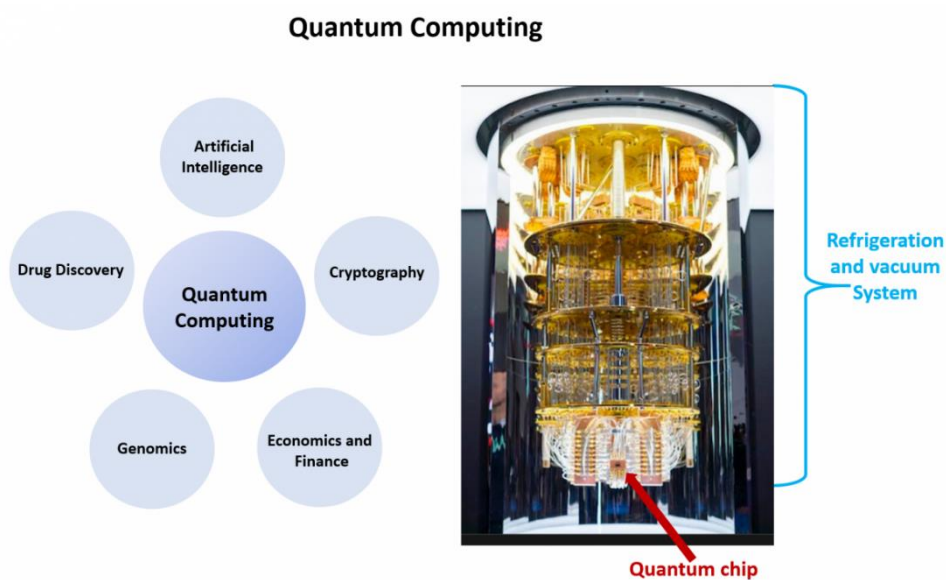 Quantum Computing
Artificial
Intelligence
Drug Discovery
Cryptography
Quantum
Computing
Genomics
Economics and
Finance
Refrigeration
and vacuum
System
Quantum chip